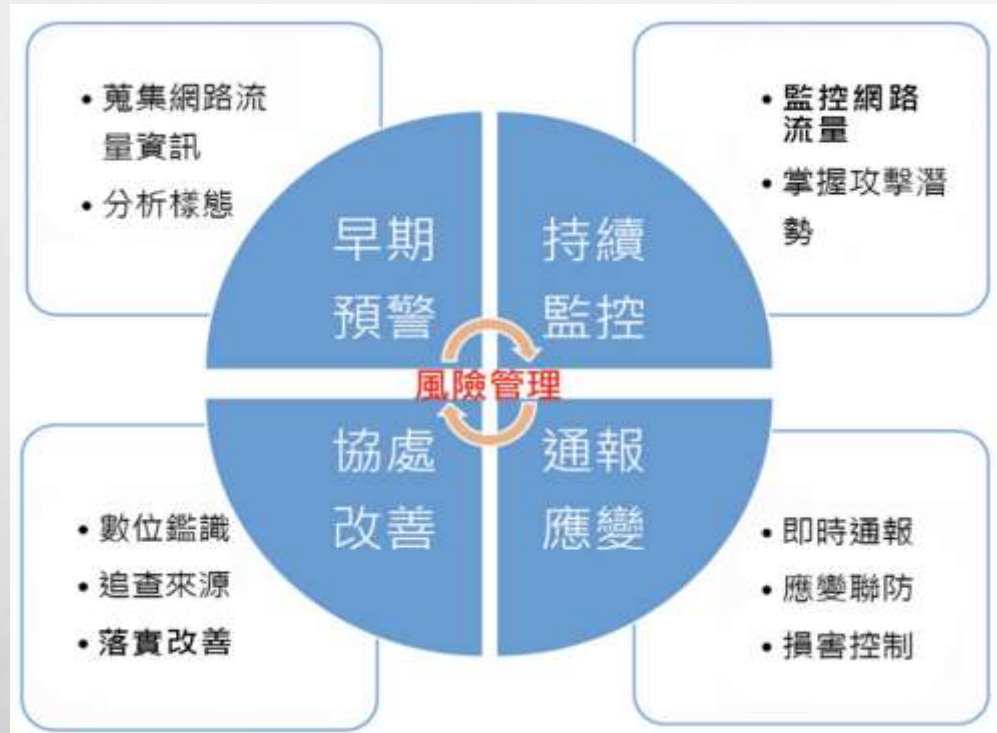 • 蒐集網路流
量資訊
• 分析樣態
• 監控網路
流量
• 掌握攻擊潛
勢
早期
預警
持續
監控
風險管理
協處
改善
通報
應變
• 數位鑑識
• 追查來源
• 落實改善
• 即時通報
• 應變聯防
• 損害控制